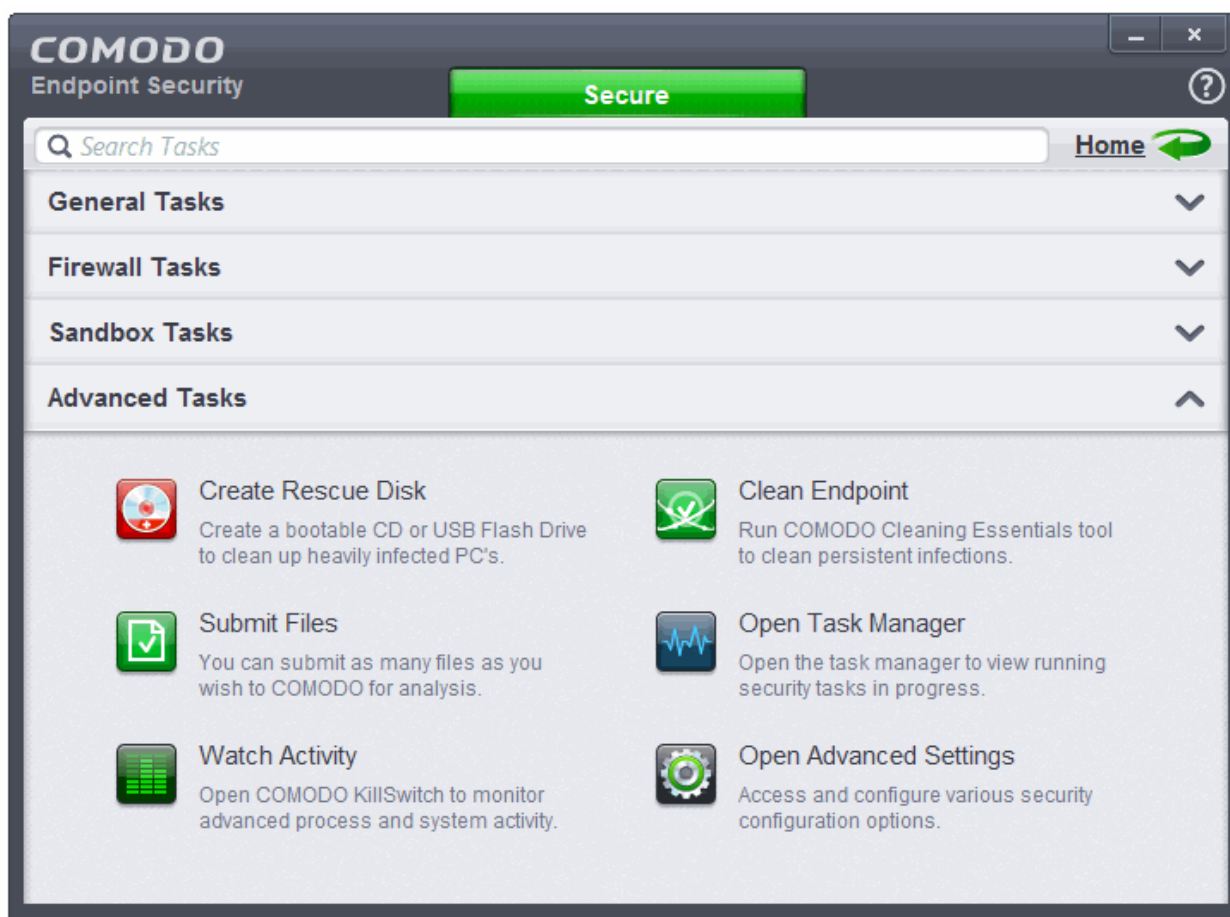 COMODO
Endpoint Security
Secure
?
Search Tasks
Home
General Tasks
Firewall Tasks
Sandbox Tasks
Advanced Tasks
Create Rescue Disk
Create a bootable CD or USB Flash Drive
to clean up heavily infected PC's.
Clean Endpoint
Run COMODO Cleaning Essentials tool
to clean persistent infections.
Submit Files
You can submit as many files as you
wish to COMODO for analysis.
Open Task Manager
Open the task manager to view running
security tasks in progress.
Watch Activity
Open COMODO KillSwitch to monitor
advanced process and system activity.
Open Advanced Settings
Access and configure various security
configuration options.